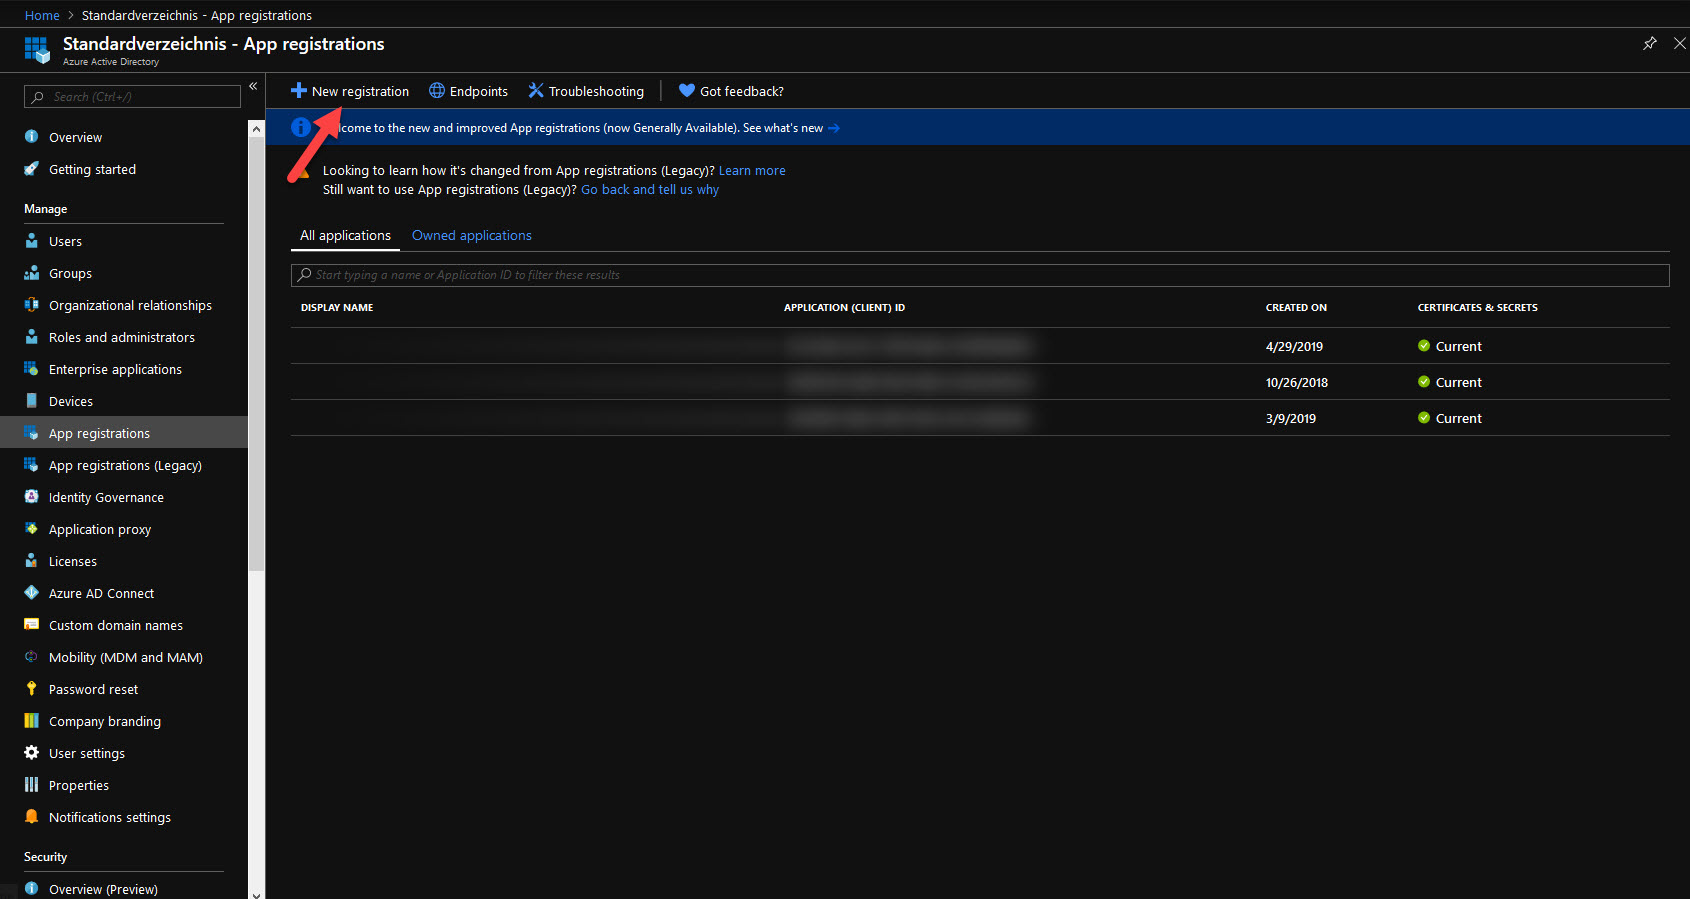 Home > Standardverzeichnis - App registrations
Standardverzeichnis - App registrations
Azure Active Directory
Search (Ctrl+/)
«
Overview
Getting started
Manage
Users
Groups
Organizational relationships
Roles and administrators
Enterprise applications
Devices
App registrations
App registrations (Legacy)
Identity Governance
Application proxy
Licenses
Azure AD Connect
Custom domain names
Mobility (MDM and MAM)
Password reset
Company branding
User settings
Properties
Notifications settings
Security
Overview (Preview)
New registration Endpoints Troubleshooting Got feedback?
lcome to the new and improved App registrations (now Generally Available). See what's new →
Looking to learn how it's changed from App registrations (Legacy)? Learn more
Still want to use App registrations (Legacy)? Go back and tell us why
All applications Owned applications
Start typing a name or Application ID to filter these results
DISPLAY NAME APPLICATION (CLIENT) ID CREATED ON CERTIFICATES & SECRETS
4/29/2019 Current
10/26/2018 Current
3/9/2019 Current